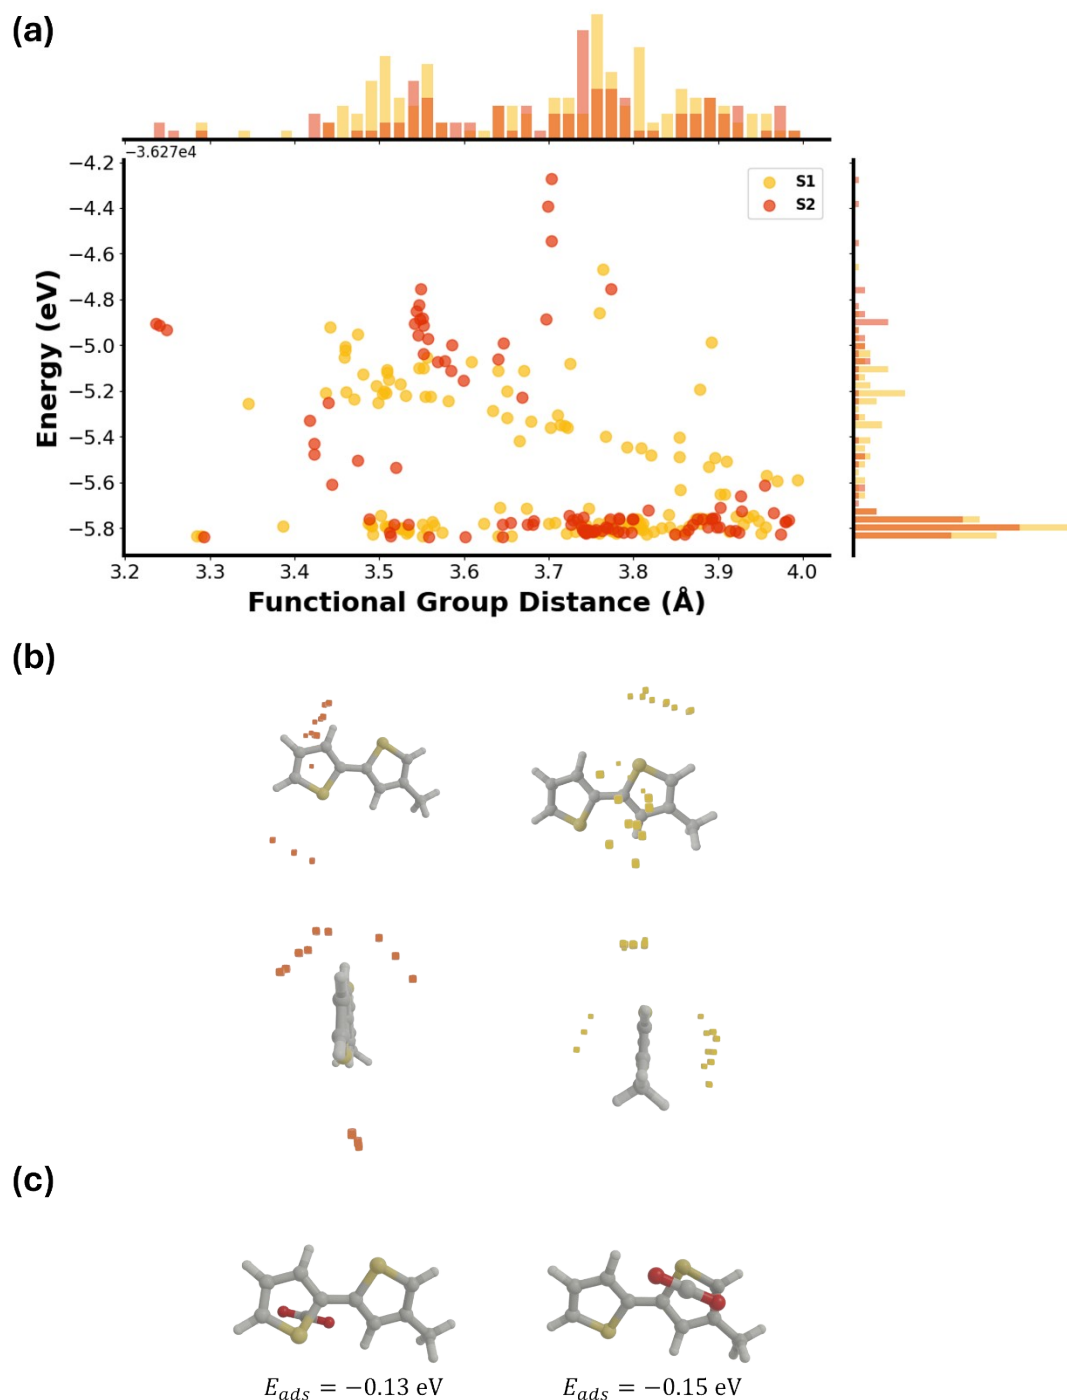 (a)
−3.627e4
S1
S2
−4.2
−4.4
−4.6
−4.8
−5.0
−5.2
−5.4
−5.6
−5.8
Energy (eV)
3.2 3.3 3.4 3.5 3.6 3.7 3.8 3.9 4.0
Functional Group Distance (Å)
(b)
(c)
E_ads = −0.13 eV
E_ads = −0.15 eV